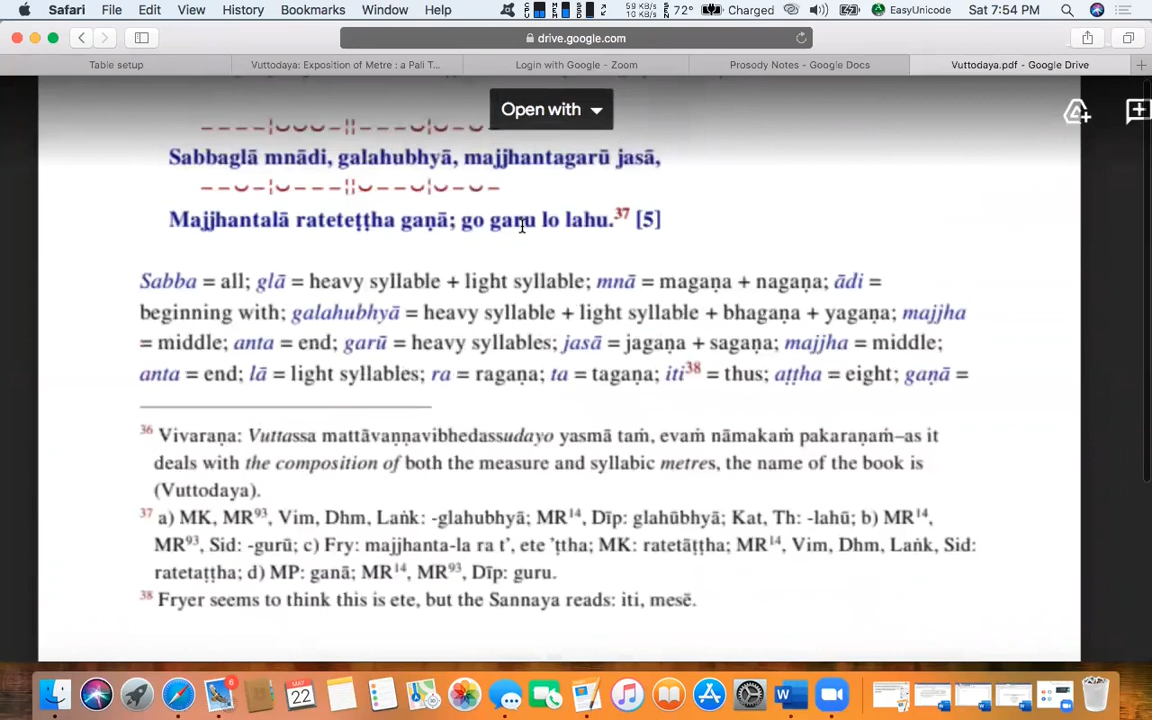 Safari File Edit View History Bookmarks Window Help 59 KB/s 10 KB/s 72° Charged EasyUnicode Sat 7:54 PM
drive.google.com
Table setup Vuttodaya: Exposition of Metre : a Pali T... Login with Google - Zoom Prosody Notes - Google Docs Vuttodaya.pdf - Google Drive
Open with
− − − −¦⏑⏑⏑ −¦¦− − −⏑¦⏑ −⏑ −
Sabbaglā mnādi, galahubhyā, majjhantagarū jasā,
− −⏑ −¦⏑ − − −¦¦⏑ − −⏑¦⏑ −⏑ −
Majjhantalā rateteṭṭha gaṇā; go garu lo lahu.37 [5]
Sabba = all; glā = heavy syllable + light syllable; mnā = magaṇa + nagaṇa; ādi =
beginning with; galahubhyā = heavy syllable + light syllable + bhagaṇa + yagaṇa; majjha
= middle; anta = end; garū = heavy syllables; jasā = jagaṇa + sagaṇa; majjha = middle;
anta = end; lā = light syllables; ra = ragaṇa; ta = tagaṇa; iti38 = thus; aṭṭha = eight; gaṇā =
36 Vivaraṇa: Vuttassa mattāvaṇṇavibhedassudayo yasmā taṁ, evaṁ nāmakaṁ pakaraṇaṁ–as it
deals with the composition of both the measure and syllabic metres, the name of the book is
(Vuttodaya).
37 a) MK, MR93, Vim, Dhm, Laṅk: -glahubhyā; MR14, Dīp: glahūbhyā; Kat, Th: -lahū; b) MR14,
MR93, Sid: -gurū; c) Fry: majjhanta-la ra t’, ete ’ttha; MK: ratetāṭṭha; MR14, Vim, Dhm, Laṅk, Sid:
ratetaṭṭha; d) MP: ganā; MR14, MR93, Dīp: guru.
38 Fryer seems to think this is ete, but the Sannaya reads: iti, mesē.
6
MAY
22